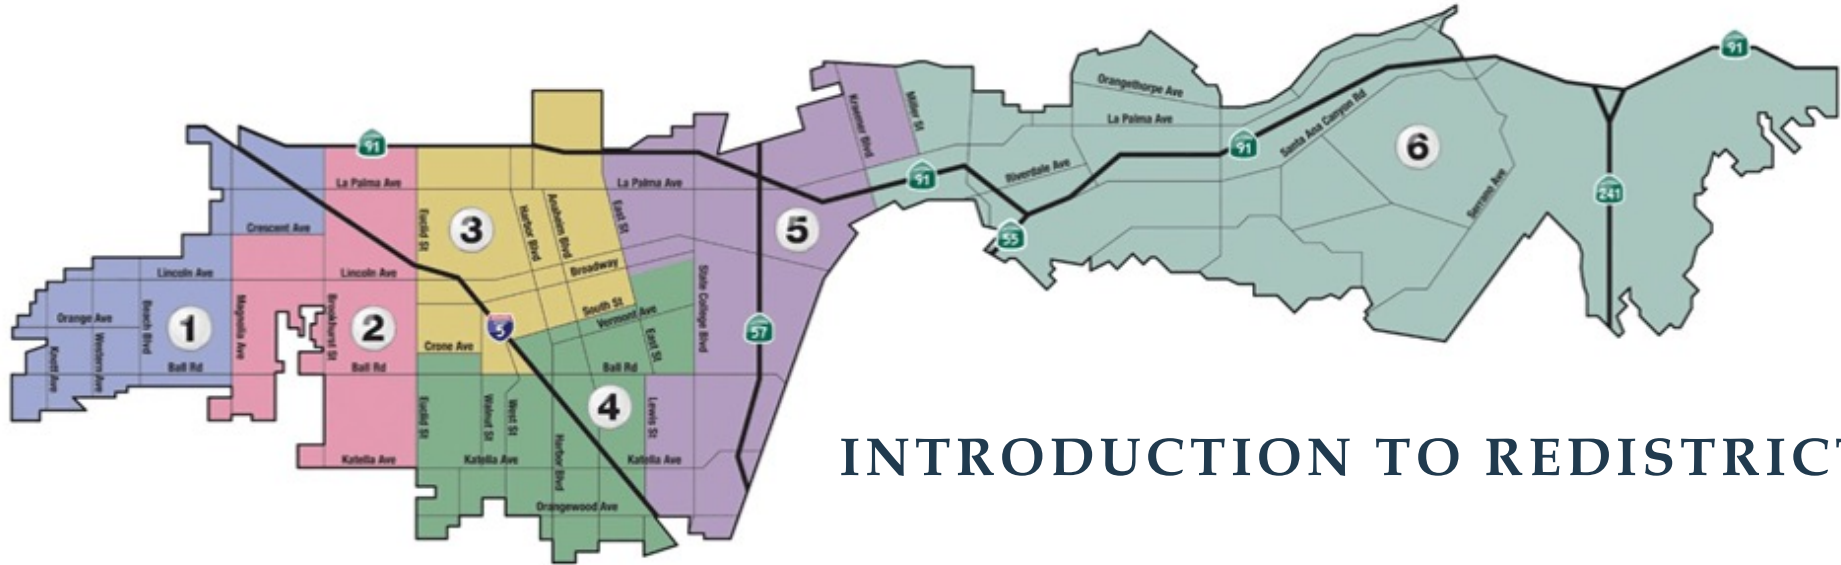 91
Orangethorpe Ave
91
Kraemer Blvd
Miller St
La Palma Ave
Santa Ana Canyon Rd
91
La Palma Ave
La Palma Ave
91
Riverdale Ave
6
241
Crescent Ave
Euclid St
3
Harbor Blvd
Anaheim Blvd
East St
5
55
Serrano Ave
Lincoln Ave
Lincoln Ave
Broadway
Orange Ave
1
Beach Blvd
Magnolia Ave
Brookhurst St
2
5
South St
Vermont Ave
State College Blvd
57
Knott Ave
Western Ave
Ball Rd
Ball Rd
Crone Ave
East St
Ball Rd
Euclid St
Walnut St
West St
4
Lewis St
Katella Ave
Katella Ave
Harbor Blvd
Katella Ave
Orangewood Ave
INTRODUCTION TO REDISTRICT